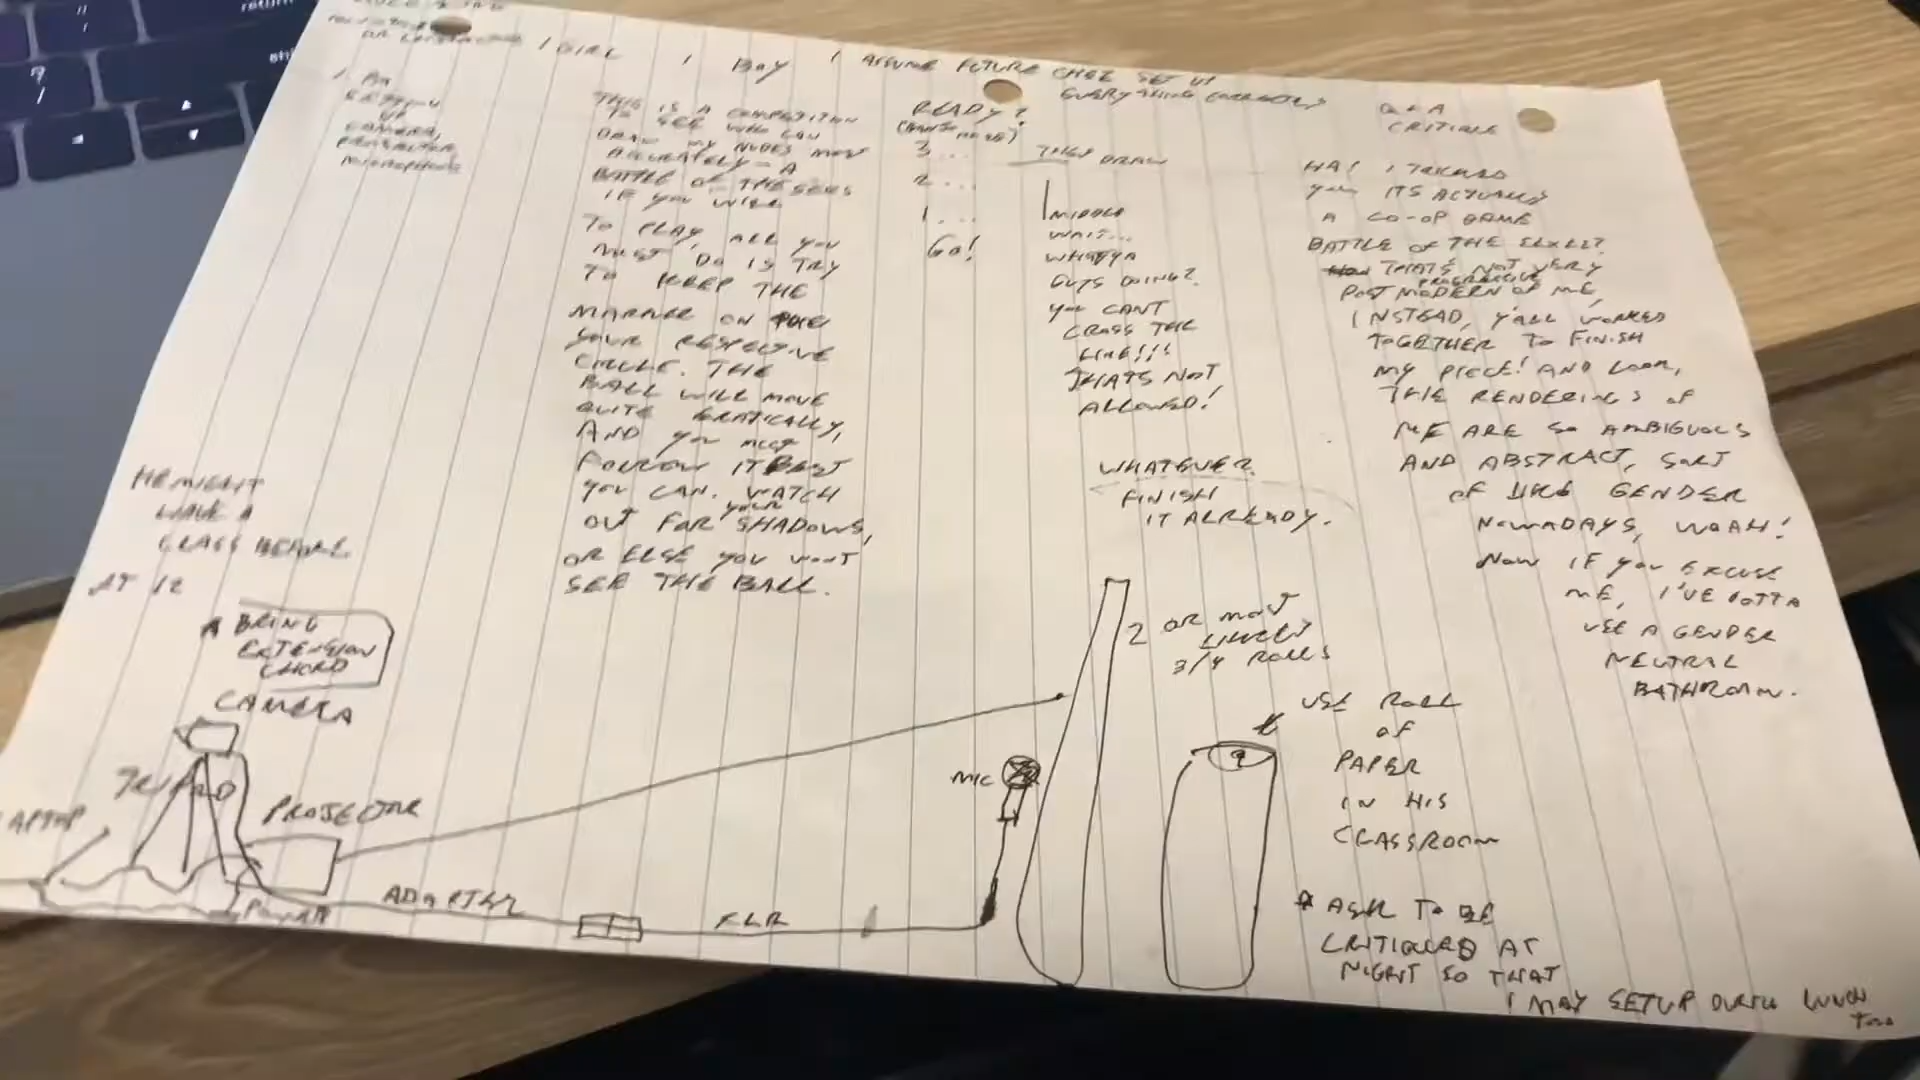 return
1 GIRL 1 BOY 1 ASSUME FUTURE CHAZ SET UP
EVERYTHING CORRECTLY
UP
CAMERA,
PROJECTOR,
MICROPHONE
THIS IS A COMPETITION
TO SEE WHO CAN
DRAW MY NUDES MOST
ACCURATELY - A
BATTLE OF THE SEXES
IF YOU WILL
TO PLAY, ALL YOU
MUST DO IS TRY
TO KEEP THE
MARKER ON
YOUR RESPECTIVE
CIRCLE. THE
BALL WILL MOVE
QUITE ERATICALLY,
AND YOU MUST
FOLLOW IT BEST
YOU CAN. WATCH
OUT FOR YOUR SHADOWS,
OR ELSE YOU WONT
SEE THE BALL.
READY?
3...
2...
1...
GO!
THEY DRAW
MIDDLE
WAIT...
WHATYA
GUYS DOING?
YOU CANT
CROSS THE
LINE!!!
THATS NOT
ALLOWED!
WHATEVER.
FINISH
IT ALREADY.
Q & A
CRITIQUE
HA! I TRICKED
YOU ITS ACTUALLY
A CO-OP GAME
BATTLE OF THE SEXES?
THATS NOT VERY
PROGRESSIVE
POST MODERN OF ME,
INSTEAD, Y'ALL WORKED
TOGETHER TO FINISH
MY PIECE! AND LOOK,
THE RENDERINGS OF
ME ARE SO AMBIGUOUS
AND ABSTRACT, SORT
OF LIKE GENDER
NOWADAYS, WOAH!
NOW IF YOU EXCUSE
ME, I'VE GOTTA
USE A GENDER
NEUTRAL
BATHROOM.
HE MIGHT
HAVE A
CLASS BEFORE
AT 12
* BRING
EXTENSION
CHORD
CAMERA
TRIPOD
LAPTOP
PROJECTOR
POWER
ADAPTER
XLR
MIC
2 OR MOST
LIKELY
3/4 ROLLS
USE ROLL
OF
PAPER
IN HIS
CLASSROOM
* ASK TO BE
CRITIQUED AT
NIGHT SO THAT
I MAY SETUP DURING LUNCH